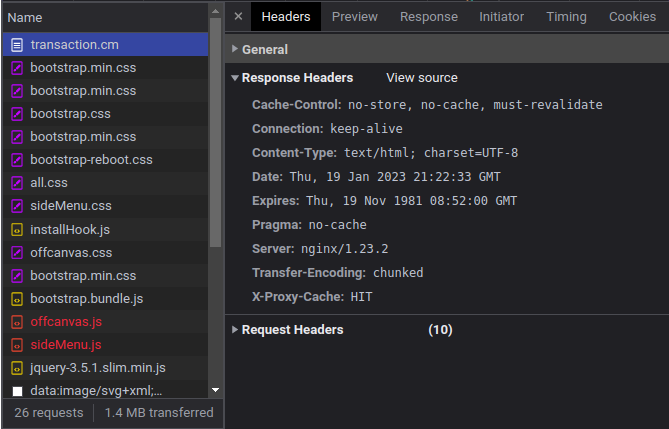 Name
transaction.cm
bootstrap.min.css
bootstrap.min.css
bootstrap.css
bootstrap.min.css
bootstrap-reboot.css
all.css
sideMenu.css
installHook.js
offcanvas.css
bootstrap.min.css
bootstrap.bundle.js
offcanvas.js
sideMenu.js
jquery-3.5.1.slim.min.js
data:image/svg+xml;...
26 requests 1.4 MB transferred
× Headers Preview Response Initiator Timing Cookies
General
Response Headers View source
Cache-Control: no-store, no-cache, must-revalidate
Connection: keep-alive
Content-Type: text/html; charset=UTF-8
Date: Thu, 19 Jan 2023 21:22:33 GMT
Expires: Thu, 19 Nov 1981 08:52:00 GMT
Pragma: no-cache
Server: nginx/1.23.2
Transfer-Encoding: chunked
X-Proxy-Cache: HIT
Request Headers (10)